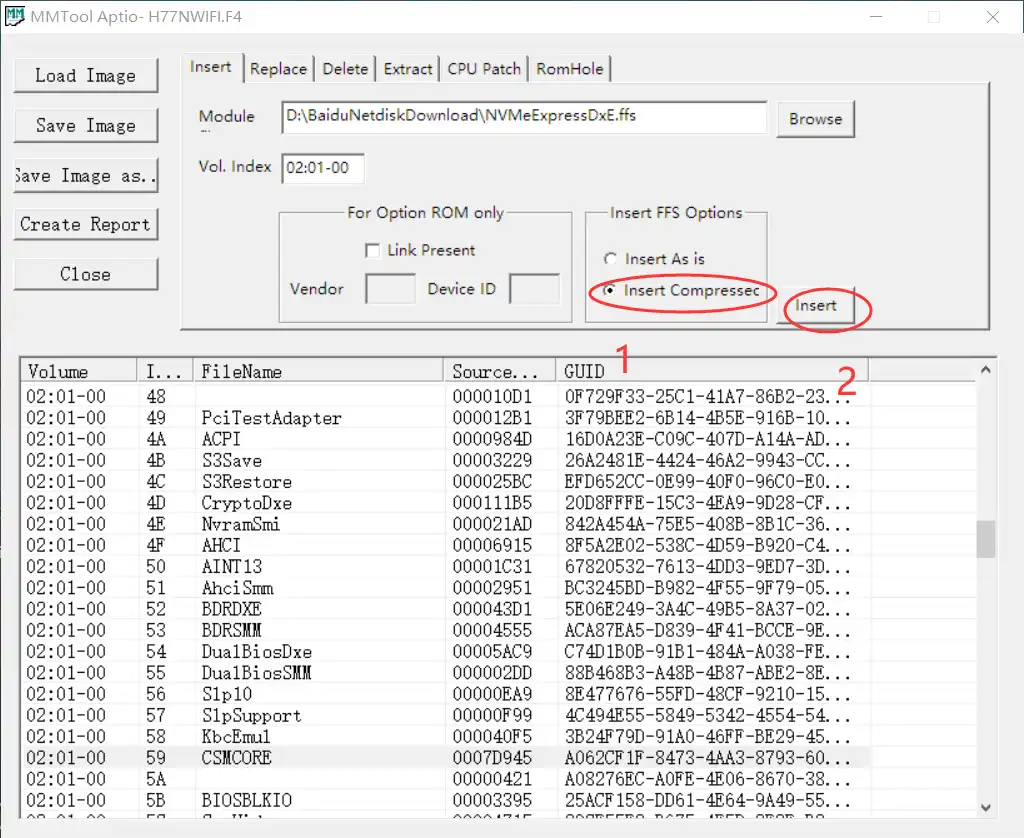 MMTool Aptio- H77NWIFI.F4
Load Image
Save Image
Save Image as..
Create Report
Close
Insert Replace Delete Extract CPU Patch RomHole
Module D:\BaiduNetdiskDownload\NVMeExpressDxE.ffs Browse
Vol. Index 02:01-00
For Option ROM only
Link Present
Vendor Device ID
Insert FFS Options
Insert As is
Insert Compressec
Insert
1
2
Volume I... FileName Source... GUID
02:01-00 48 000010D1 0F729F33-25C1-41A7-86B2-23...
02:01-00 49 PciTestAdapter 000012B1 3F79BEE2-6B14-4B5E-916B-10...
02:01-00 4A ACPI 0000984D 16D0A23E-C09C-407D-A14A-AD...
02:01-00 4B S3Save 00003229 26A2481E-4424-46A2-9943-CC...
02:01-00 4C S3Restore 000025BC EFD652CC-0E99-40F0-96C0-E0...
02:01-00 4D CryptoDxe 000111B5 20D8FFFE-15C3-4EA9-9D28-CF...
02:01-00 4E NvramSmi 000021AD 842A454A-75E5-408B-8B1C-36...
02:01-00 4F AHCI 00006915 8F5A2E02-538C-4D59-B920-C4...
02:01-00 50 AINT13 00001C31 67820532-7613-4DD3-9ED7-3D...
02:01-00 51 AhciSmm 00002951 BC3245BD-B982-4F55-9F79-05...
02:01-00 52 BDRDXE 000043D1 5E06E249-3A4C-49B5-8A37-02...
02:01-00 53 BDRSMM 00004555 ACA87EA5-D839-4F41-BCCE-9E...
02:01-00 54 DualBiosDxe 00005AC9 C74D1B0B-91B1-484A-A038-FE...
02:01-00 55 DualBiosSMM 000002DD 88B468B3-A48B-4B87-ABE2-8E...
02:01-00 56 Slp10 00000EA9 8E477676-55FD-48CF-9210-15...
02:01-00 57 SlpSupport 00000F99 4C494E55-5849-5342-4554-54...
02:01-00 58 KbcEmul 000040F5 3B24F79D-91A0-46FF-BE29-45...
02:01-00 59 CSMCORE 0007D945 A062CF1F-8473-4AA3-8793-60...
02:01-00 5A 00000421 A08276EC-A0FE-4E06-8670-38...
02:01-00 5B BIOSBLKIO 00003395 25ACF158-DD61-4E64-9A49-55...